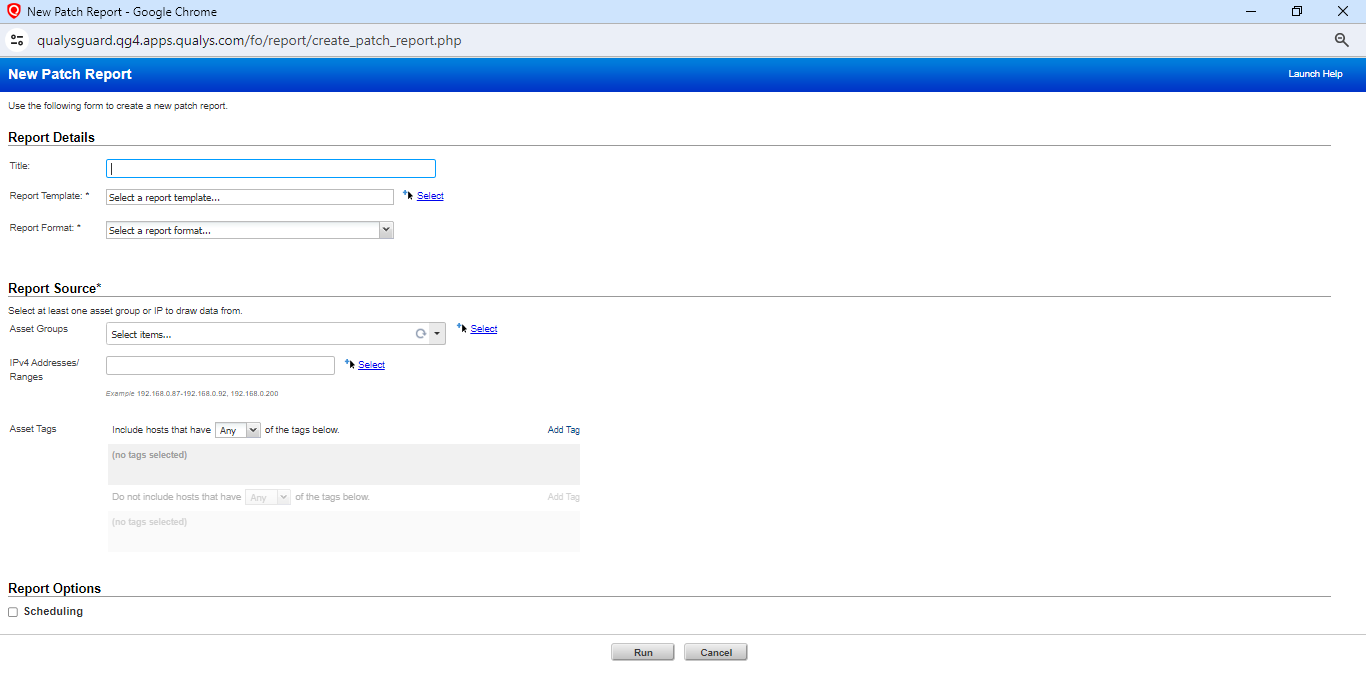 New Patch Report - Google Chrome
qualysguard.qg4.apps.qualys.com/fo/report/create_patch_report.php
New Patch Report
Launch Help
Use the following form to create a new patch report.
Report Details
Title:
Report Template: *
Select a report template...
Select
Report Format: *
Select a report format...
Report Source*
Select at least one asset group or IP to draw data from.
Asset Groups
Select items...
Select
IPv4 Addresses/
Ranges
Select
Example 192.168.0.87-192.168.0.92, 192.168.0.200
Asset Tags
Include hosts that have Any of the tags below.
Add Tag
(no tags selected)
Do not include hosts that have Any of the tags below.
Add Tag
(no tags selected)
Report Options
Scheduling
Run
Cancel